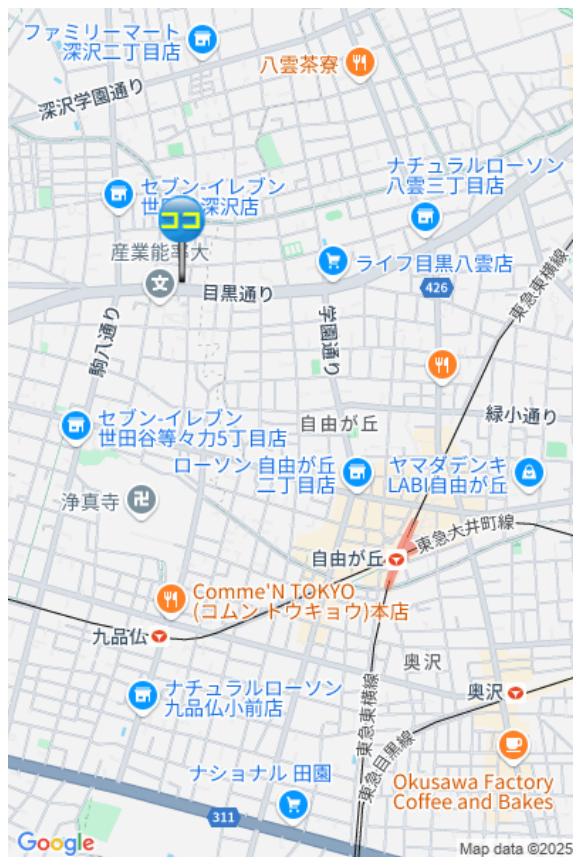 ファミリーマート
深沢二丁目店
八雲茶寮
深沢学園通り
ナチュラルローソン
八雲三丁目店
セブン-イレブン
世田 深沢店
ココ
産業能率大
文
ライフ目黒八雲店
目黒通り
426
東急東横線
学園通り
駒八通り
セブン-イレブン
世田谷等々力5丁目店
自由が丘
緑小通り
ローソン 自由が丘
二丁目店
ヤマダデンキ
LABI自由が丘
浄真寺
卍
東急大井町線
自由が丘
Comme'N TOKYO
(コムン トウキョウ)本店
九品仏
奥沢
奥沢
ナチュラルローソン
九品仏小前店
東急東横線
東急目黒線
ナショナル 田園
311
Okusawa Factory
Coffee and Bakes
Google
Map data ©2025